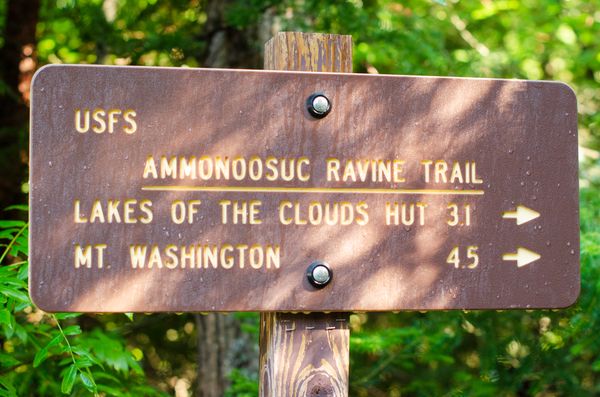 USFS
AMMONOOSUC RAVINE TRAIL
LAKES OF THE CLOUDS HUT 3.1 →
MT. WASHINGTON 4.5 →